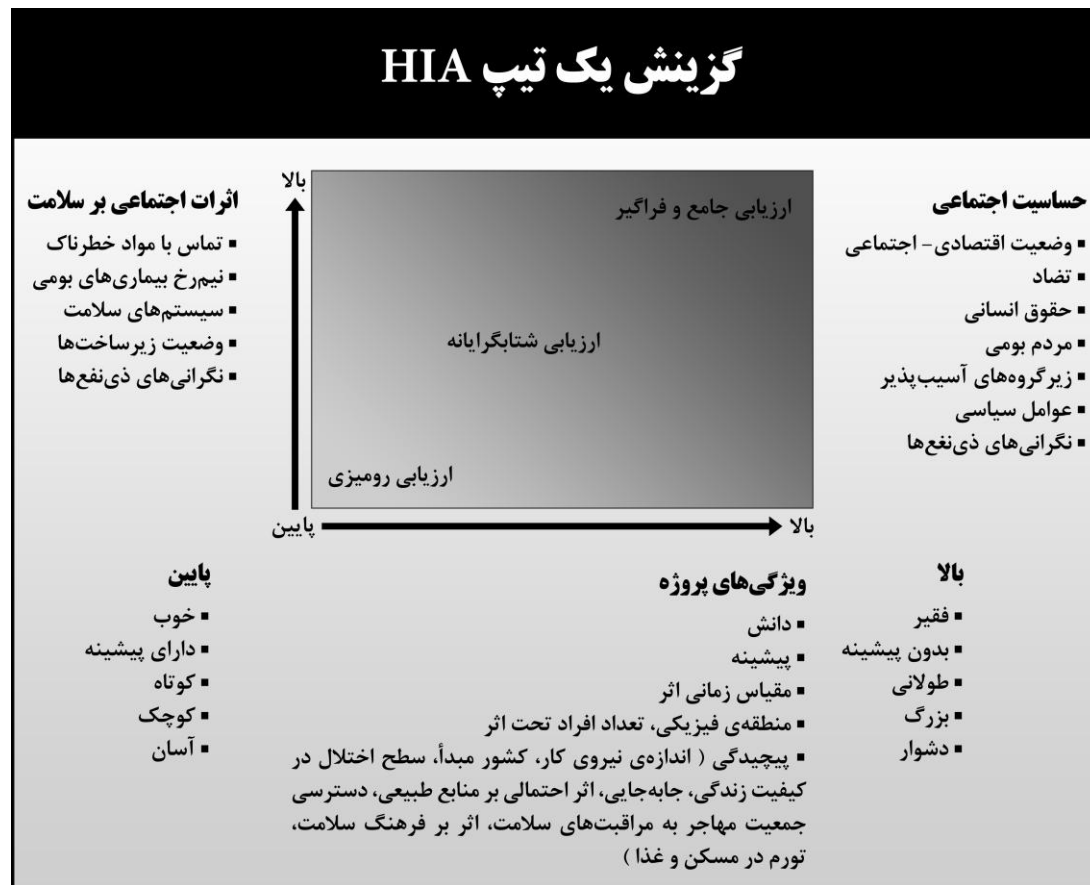 گزینش یک تیپ HIA
حساسیت اجتماعی
▪ وضعیت اقتصادی- اجتماعی
▪ تضاد
▪ حقوق انسانی
▪ مردم بومی
▪ زیرگروه‌های آسیب‌پذیر
▪ عوامل سیاسی
▪ نگرانی‌های ذی‌نغع‌ها
بالا
ارزیابی جامع و فراگیر
ارزیابی شتابگرایانه
ارزیابی رومیزی
پایین
بالا
اثرات اجتماعی بر سلامت
▪ تماس با مواد خطرناک
▪ نیم‌رخ بیماری‌های بومی
▪ سیستم‌های سلامت
▪ وضعیت زیرساخت‌ها
▪ نگرانی‌های ذی‌نفع‌ها
بالا
▪ فقیر
▪ بدون پیشینه
▪ طولانی
▪ بزرگ
▪ دشوار
ویژگی‌های پروژه
▪ دانش
▪ پیشینه
▪ مقیاس زمانی اثر
▪ منطقه‌ی فیزیکی، تعداد افراد تحت اثر
▪ پیچیدگی ( اندازه‌ی نیروی کار، کشور مبدأ، سطح اختلال در
کیفیت زندگی، جابه‌جایی، اثر احتمالی بر منابع طبیعی، دسترسی
جمعیت مهاجر به مراقبت‌های سلامت، اثر بر فرهنگ سلامت،
تورم در مسکن و غذا )
پایین
▪ خوب
▪ دارای پیشینه
▪ کوتاه
▪ کوچک
▪ آسان